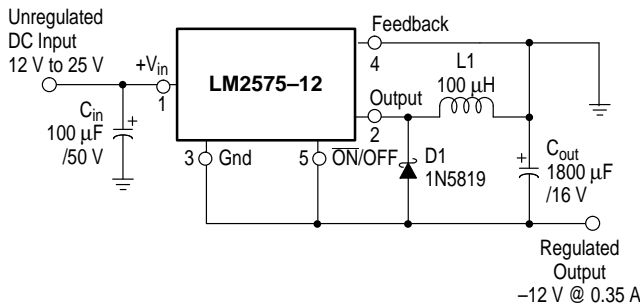 Unregulated
DC Input
12 V to 25 V
Feedback
+Vin
1
LM2575–12
4
L1
100 µH
Output
2
Cin
100 µF
/50 V
+
3
Gnd
5
O̅N̅/OFF
D1
1N5819
+
Cout
1800 µF
/16 V
Regulated
Output
–12 V @ 0.35 A